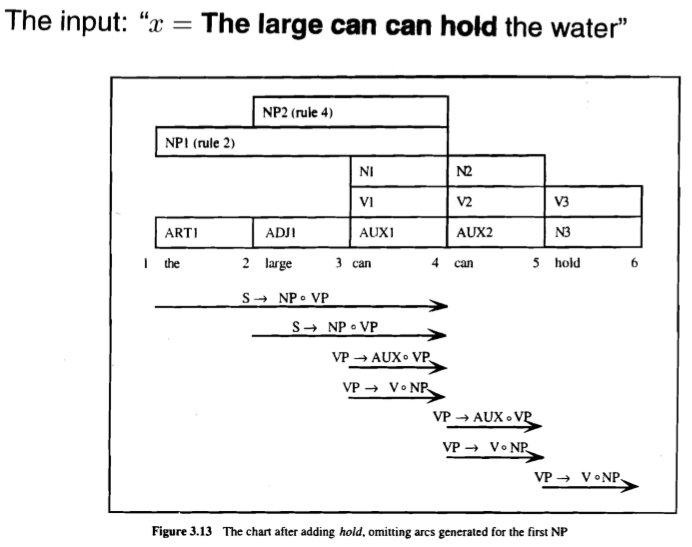 The input: “x = The large can can hold the water”
NP2 (rule 4)
NP1 (rule 2)
N1 N2
V1 V2 V3
ART1 ADJ1 AUX1 AUX2 N3
1 the 2 large 3 can 4 can 5 hold 6
S → NP ∘ VP
S → NP ∘ VP
VP → AUX ∘ VP
VP → V ∘ NP
VP → AUX ∘ VP
VP → V ∘ NP
VP → V ∘ NP
Figure 3.13 The chart after adding hold, omitting arcs generated for the first NP